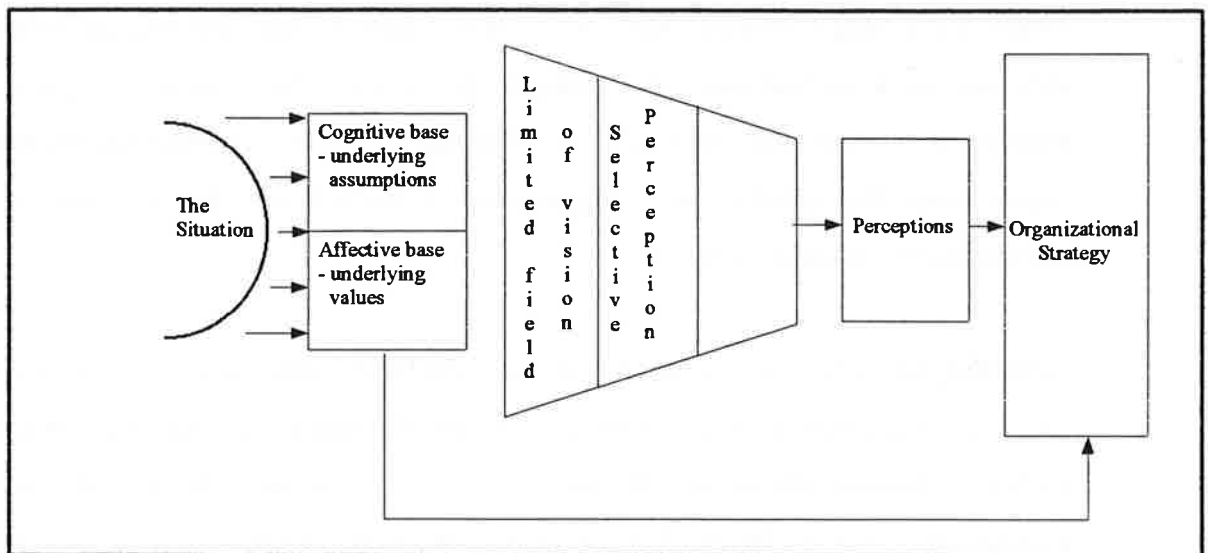 The
Situation
Cognitive base
- underlying
assumptions
Affective base
- underlying
values
Limited field
of vision
Selective
Perception
Perceptions
Organizational
Strategy